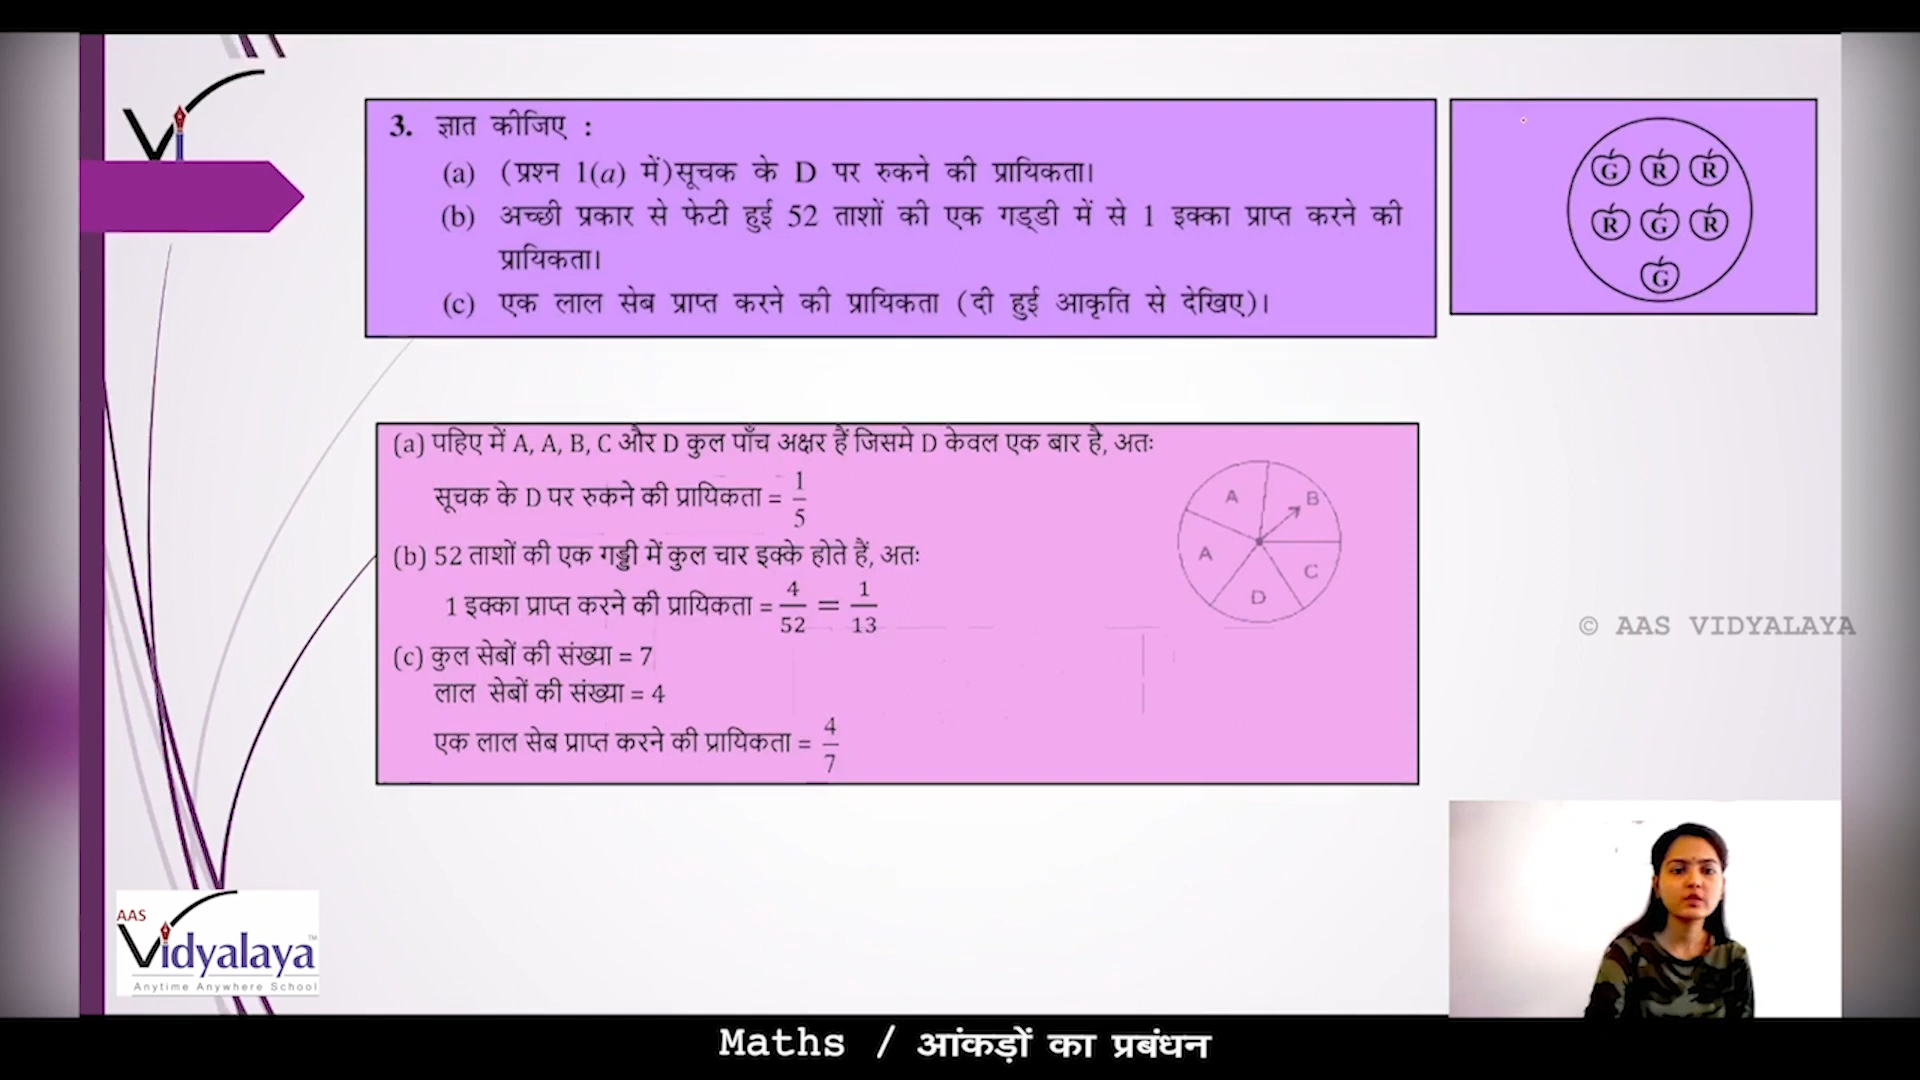 3. ज्ञात कीजिए :
(a) (प्रश्न 1(a) में)सूचक के D पर रुकने की प्रायिकता।
(b) अच्छी प्रकार से फेटी हुई 52 ताशों की एक गड्डी में से 1 इक्का प्राप्त करने की
प्रायिकता।
(c) एक लाल सेब प्राप्त करने की प्रायिकता (दी हुई आकृति से देखिए)।
G R R
R G R
G
(a) पहिए में A, A, B, C और D कुल पाँच अक्षर हैं जिसमे D केवल एक बार है, अतः
सूचक के D पर रुकने की प्रायिकता = 1/5
(b) 52 ताशों की एक गड्डी में कुल चार इक्के होते हैं, अतः
1 इक्का प्राप्त करने की प्रायिकता = 4/52 = 1/13
(c) कुल सेबों की संख्या = 7
लाल सेबों की संख्या = 4
एक लाल सेब प्राप्त करने की प्रायिकता = 4/7
A B
A C
D
© AAS VIDYALAYA
AAS
Vidyalaya™
Anytime Anywhere School
Maths / आंकड़ों का प्रबंधन